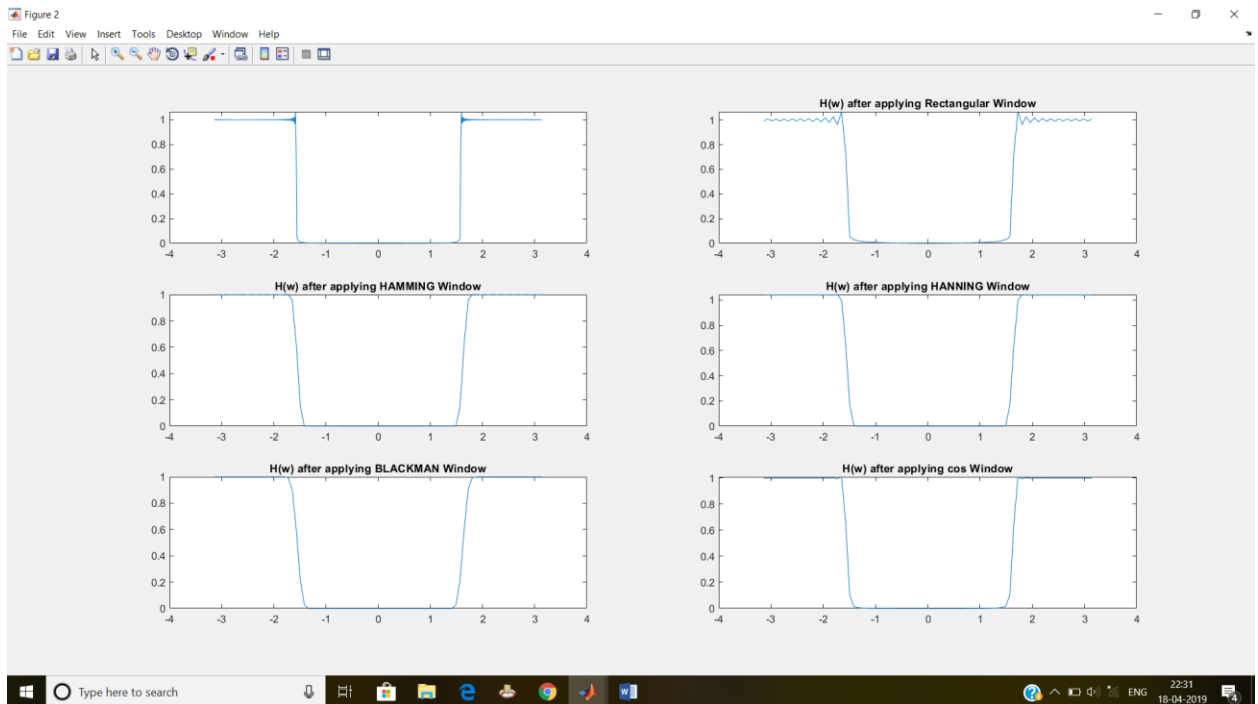 Figure 2
File Edit View Insert Tools Desktop Window Help
1
0.8
0.6
0.4
0.2
0
-4 -3 -2 -1 0 1 2 3 4
H(w) after applying Rectangular Window
1
0.8
0.6
0.4
0.2
0
-4 -3 -2 -1 0 1 2 3 4
H(w) after applying HAMMING Window
1
0.8
0.6
0.4
0.2
0
-4 -3 -2 -1 0 1 2 3 4
H(w) after applying HANNING Window
1
0.8
0.6
0.4
0.2
0
-4 -3 -2 -1 0 1 2 3 4
H(w) after applying BLACKMAN Window
1
0.8
0.6
0.4
0.2
0
-4 -3 -2 -1 0 1 2 3 4
H(w) after applying cos Window
1
0.8
0.6
0.4
0.2
0
-4 -3 -2 -1 0 1 2 3 4
Type here to search
ENG
22:31
18-04-2019
4